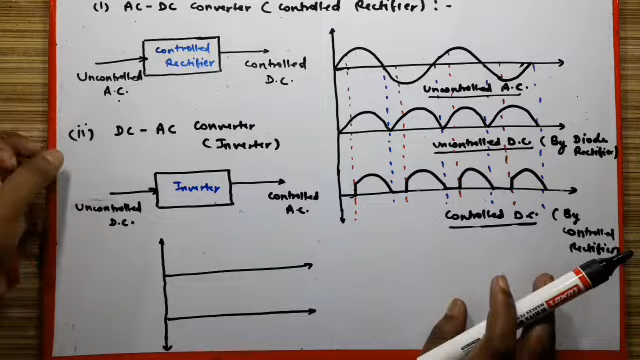 (i) AC-DC Converter (Controlled Rectifier) :-
Controlled
Rectifier
Uncontrolled
A.C.
Controlled
D.C.
Uncontrolled A.C.
Uncontrolled D.C. (By Diode
Rectifier)
Controlled D.C. (By
Controlled
Rectifier
(ii) DC-AC Converter
(Inverter)
Inverter
Uncontrolled
D.C.
Controlled
A.C.